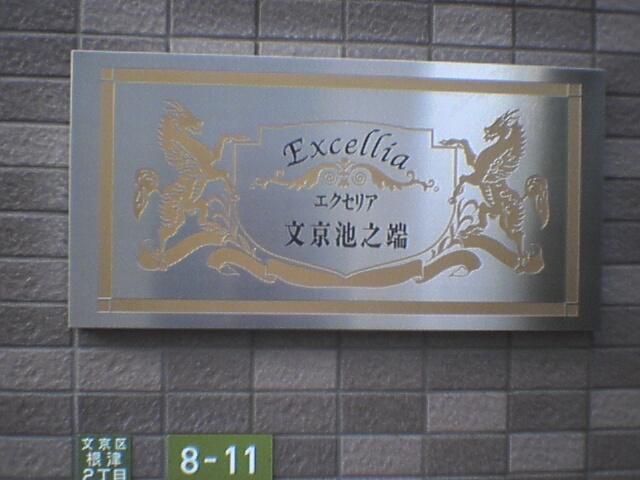 Excellia
エクセリア
文京池之端
文京区
根津
2丁目
8-11